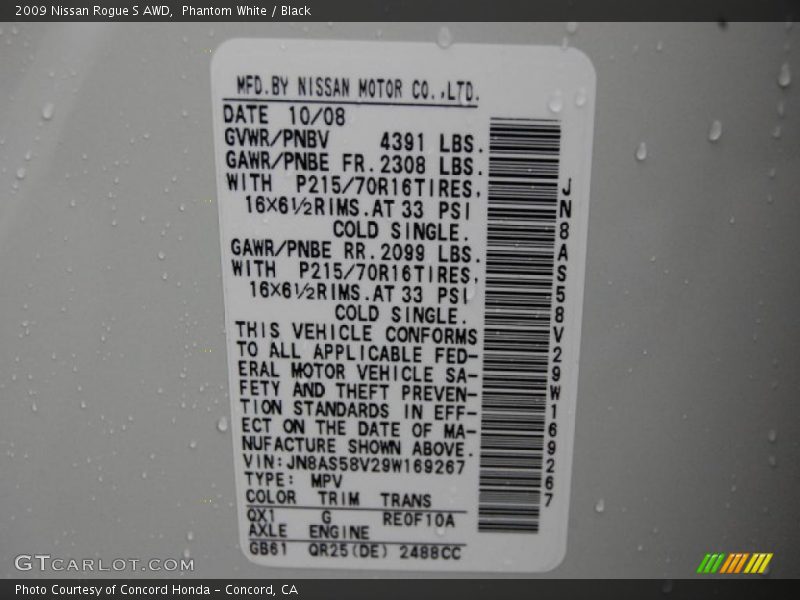 2009 Nissan Rogue S AWD, Phantom White / Black
MFD.BY NISSAN MOTOR CO.,LTD.
DATE 10/08
GVWR/PNBV 4391 LBS.
GAWR/PNBE FR.2308 LBS.
WITH P215/70R16TIRES,
16X6½RIMS.AT 33 PSI
COLD SINGLE.
GAWR/PNBE RR.2099 LBS.
WITH P215/70R16TIRES,
16X6½RIMS.AT 33 PSI
COLD SINGLE.
THIS VEHICLE CONFORMS
TO ALL APPLICABLE FED-
ERAL MOTOR VEHICLE SA-
FETY AND THEFT PREVEN-
TION STANDARDS IN EFF-
ECT ON THE DATE OF MA-
NUFACTURE SHOWN ABOVE.
VIN:JN8AS58V29W169267
TYPE: MPV
COLOR TRIM TRANS
QX1 G RE0F10A
AXLE ENGINE
GB61 QR25(DE) 2488CC
JN8AS58V29W169267
GTCARLOT.COM
Photo Courtesy of Concord Honda - Concord, CA